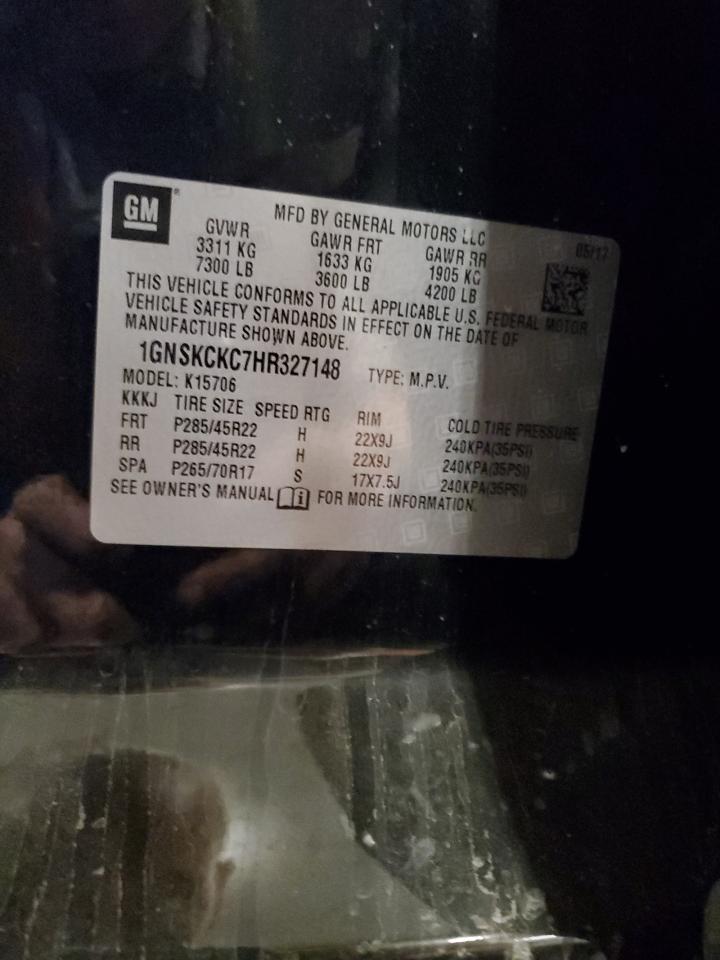 GM
MFD BY GENERAL MOTORS LLC 05/17
GVWR GAWR FRT GAWR RR
3311 KG 1633 KG 1905 KG
7300 LB 3600 LB 4200 LB
THIS VEHICLE CONFORMS TO ALL APPLICABLE U.S. FEDERAL MOTOR
VEHICLE SAFETY STANDARDS IN EFFECT ON THE DATE OF
MANUFACTURE SHOWN ABOVE.
1GNSKCKC7HR327148 TYPE: M.P.V.
MODEL: K15706
KKKJ TIRE SIZE SPEED RTG RIM COLD TIRE PRESSURE
FRT P285/45R22 H 22X9J 240KPA(35PSI)
RR P285/45R22 H 22X9J 240KPA(35PSI)
SPA P265/70R17 S 17X7.5J 240KPA(35PSI)
SEE OWNER'S MANUAL FOR MORE INFORMATION.